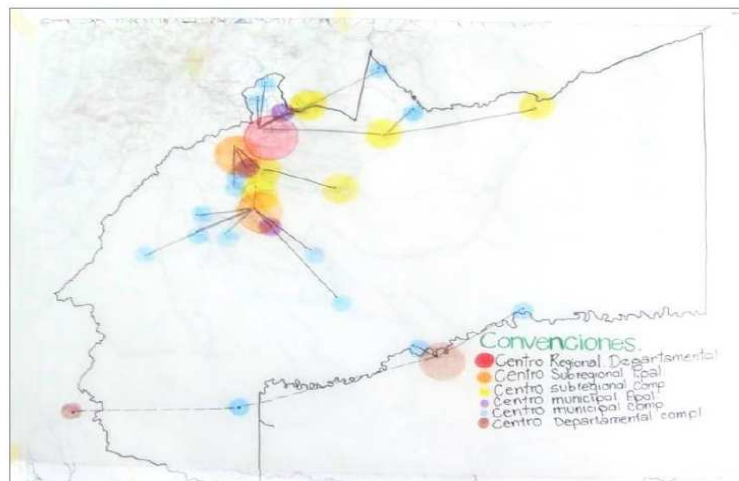 Convenciones.
Centro Regional Departamental
Centro Subregional Ppal
Centro subregional comp
Centro municipal Ppal
Centro municipal comp
Centro Departamental compl